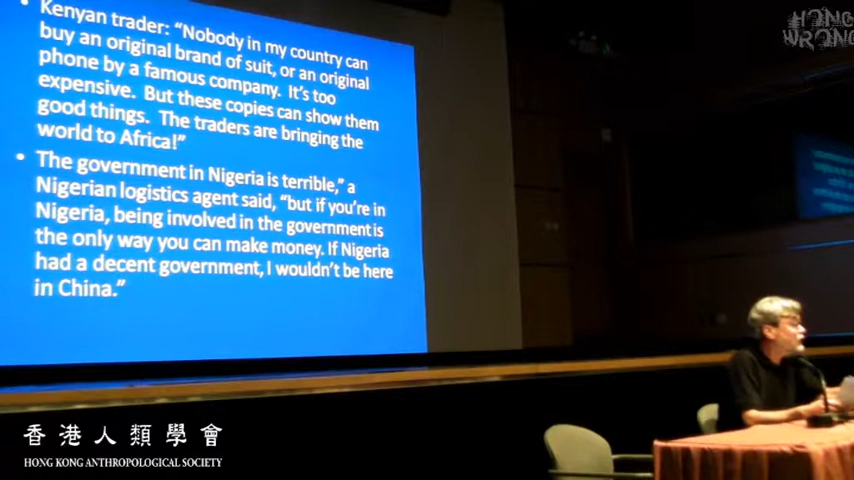 HONG
WRONG
• Kenyan trader: “Nobody in my country can
buy an original brand of suit, or an original
phone by a famous company. It’s too
expensive. But these copies can show them
good things. The traders are bringing the
world to Africa!”
• The government in Nigeria is terrible,” a
Nigerian logistics agent said, “but if you’re in
Nigeria, being involved in the government is
the only way you can make money. If Nigeria
had a decent government, I wouldn’t be here
in China.”
香港人類學會
HONG KONG ANTHROPOLOGICAL SOCIETY